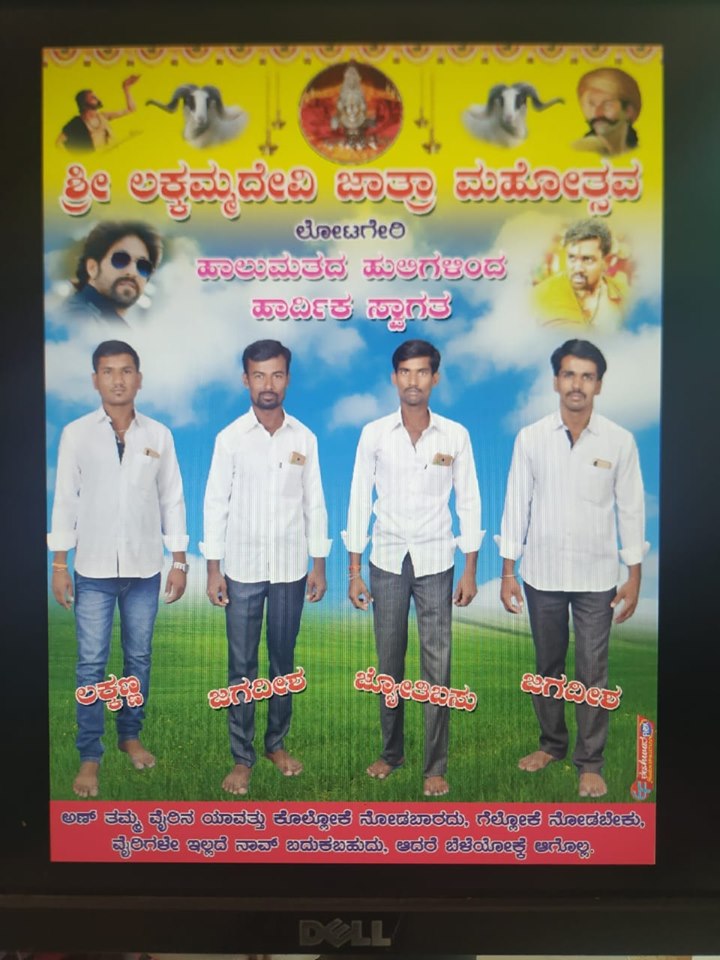 ಶ್ರೀ ಲಕ್ಕಮ್ಮದೇವಿ ಜಾತ್ರಾ ಮಹೋತ್ಸವ
ಲೋಟಗೇರಿ
ಹಾಲುಮತದ ಹುಲಿಗಳಿಂದ
ಹಾರ್ದಿಕ ಸ್ವಾಗತ
ಲಕ್ಕಣ್ಣ ಜಗದೀಶ ಜ್ಯೋತಿಬಸು ಜಗದೀಶ
ಅಣ್ ತಮ್ಮ ವೈರಿನ ಯಾವತ್ತು ಕೊಲ್ಲೋಕೆ ನೋಡಬಾರದು, ಗೆಲ್ಲೋಕೆ ನೋಡಬೇಕು,
ವೈರಿಗಳೇ ಇಲ್ಲದೆ ನಾವ್ ಬದುಕಬಹುದು, ಆದರೆ ಬೆಳೆಯೋಕ್ಕೆ ಆಗೊಲ್ಲ.
DELL